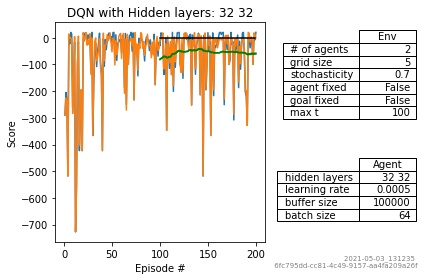 DQN with Hidden layers: 32 32
Score
0
−100
−200
−300
−400
−500
−600
−700
0 50 100 150 200
Episode #
Env
# of agents 2
grid size 5
stochasticity 0.7
agent fixed False
goal fixed False
max t 100
Agent
hidden layers 32 32
learning rate 0.0005
buffer size 100000
batch size 64
2021-05-03_131235
6fc795dd-cc81-4c49-9157-aa4fa209a26f